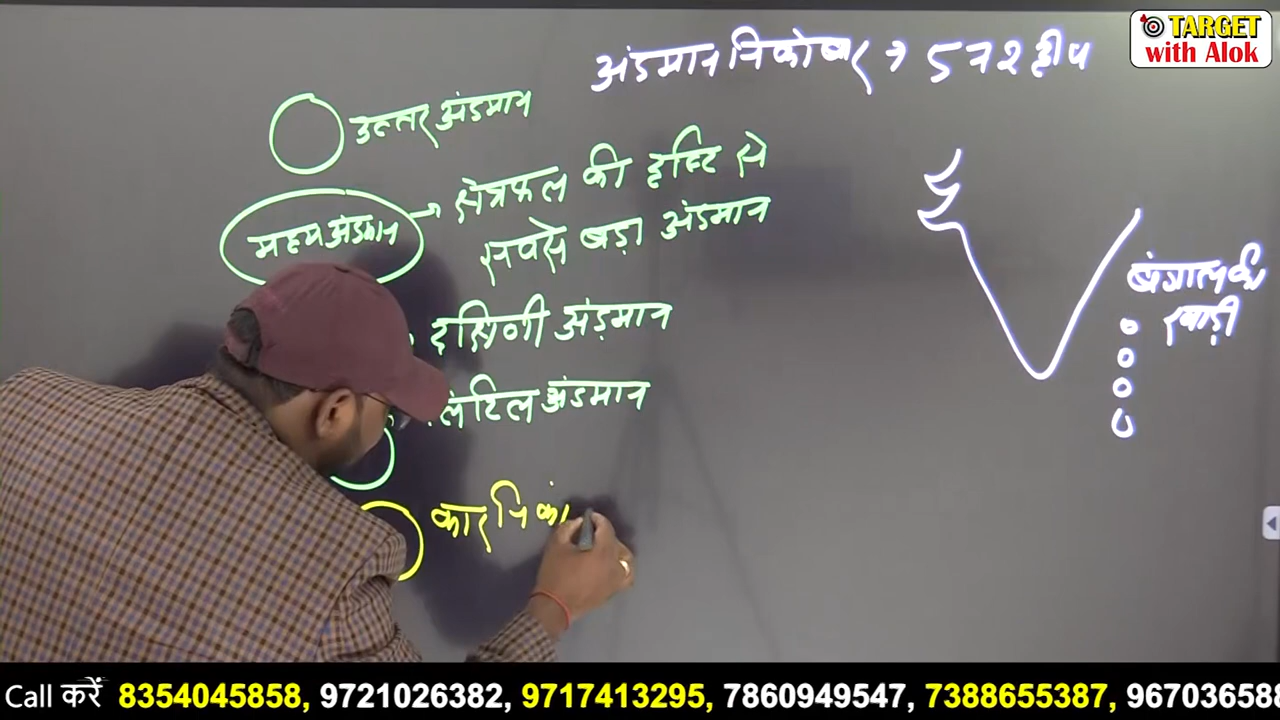 TARGET
with Alok
अंडमान निकोबार → 572 द्वीप
उत्तर अंडमान
मध्य अंडमान → क्षेत्रफल की दृष्टि से
सबसे बड़ा अंडमान
दक्षिणी अंडमान
लिटिल अंडमान
कार निको
बंगाल की
खाड़ी
Call करें 8354045858, 9721026382, 9717413295, 7860949547, 7388655387, 967036588